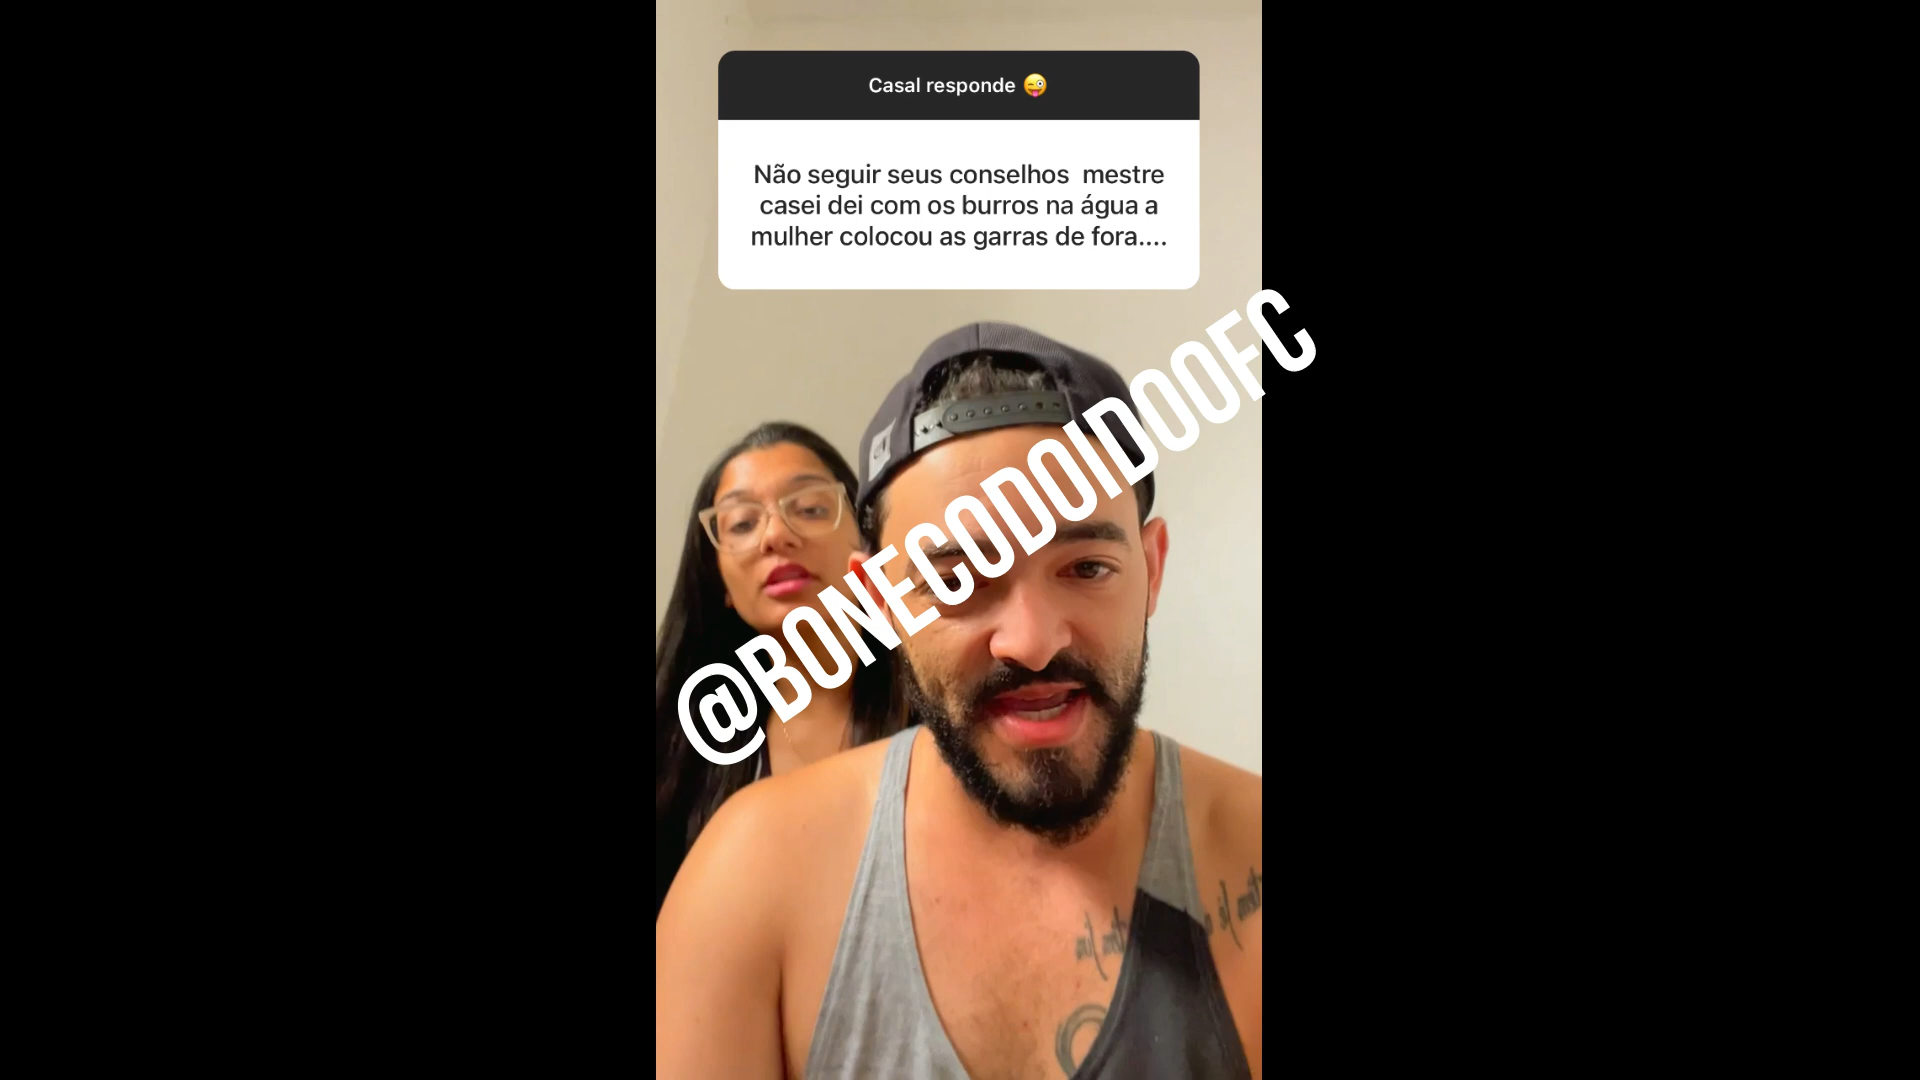 Casal responde 😜
Não seguir seus conselhos  mestre
casei dei com os burros na água a
mulher colocou as garras de fora....
@BONECODOIDOOFC